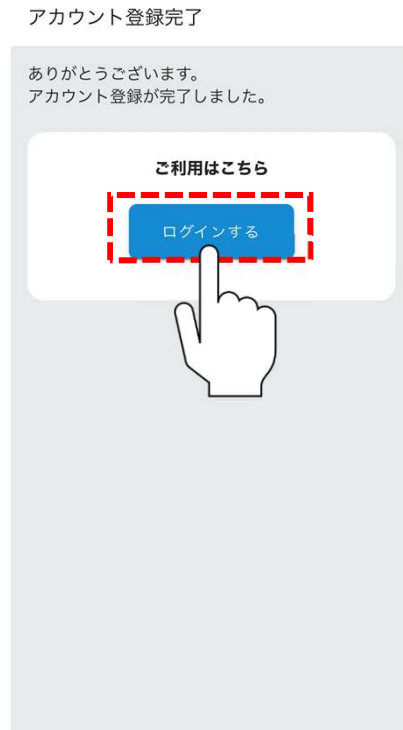 アカウント登録完了
ありがとうございます。
アカウント登録が完了しました。
ご利用はこちら
ログインする